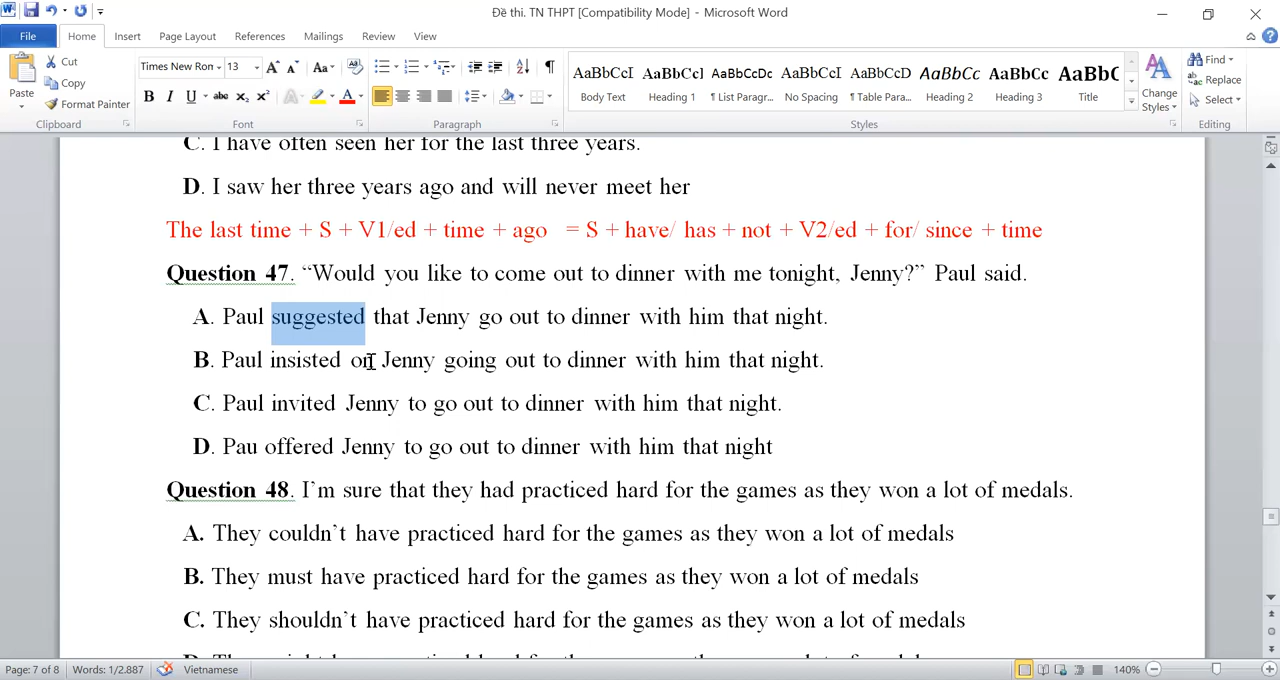 Đề thi. TN THPT [Compatibility Mode] - Microsoft Word
File Home Insert Page Layout References Mailings Review View
Paste
Cut
Copy
Format Painter
Clipboard
Times New Ron 13
Font
Paragraph
AaBbCcI AaBbCc] AaBbCcDc AaBbCcI AaBbCcD AaBbCc AaBbCc AaBbC
Body Text Heading 1 ¶ List Paragr... No Spacing ¶ Table Para... Heading 2 Heading 3 Title
Change Styles
Styles
Find
Replace
Select
Editing
C. I have often seen her for the last three years.
D. I saw her three years ago and will never meet her
The last time + S + V1/ed + time + ago = S + have/ has + not + V2/ed + for/ since + time
Question 47. “Would you like to come out to dinner with me tonight, Jenny?” Paul said.
A. Paul suggested that Jenny go out to dinner with him that night.
B. Paul insisted on Jenny going out to dinner with him that night.
C. Paul invited Jenny to go out to dinner with him that night.
D. Pau offered Jenny to go out to dinner with him that night
Question 48. I’m sure that they had practiced hard for the games as they won a lot of medals.
A. They couldn’t have practiced hard for the games as they won a lot of medals
B. They must have practiced hard for the games as they won a lot of medals
C. They shouldn’t have practiced hard for the games as they won a lot of medals
Page: 7 of 8 Words: 1/2.887 Vietnamese 140%